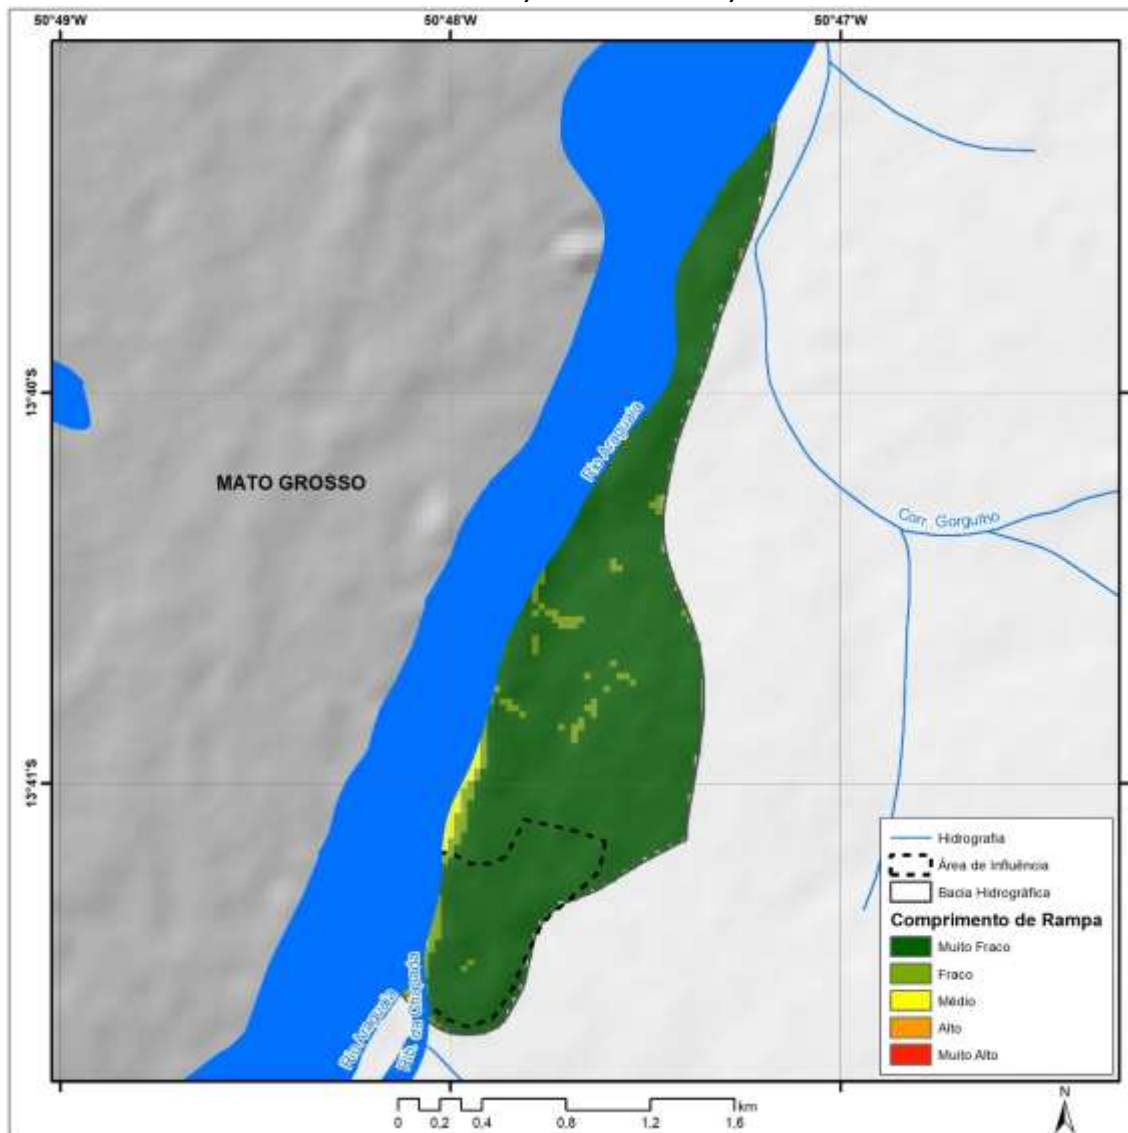 50°49'W
50°48'W
50°47'W
13°40'S
13°41'S
MATO GROSSO
Rio Araguaia
Corr. Gorgulho
Rio Araguaia
Hidrografia
Área de Influência
Bacia Hidrográfica
Comprimento de Rampa
Muito Fraco
Fraco
Médio
Alto
Muito Alto
km
0 0,2 0,4 0,8 1,2 1,6
N